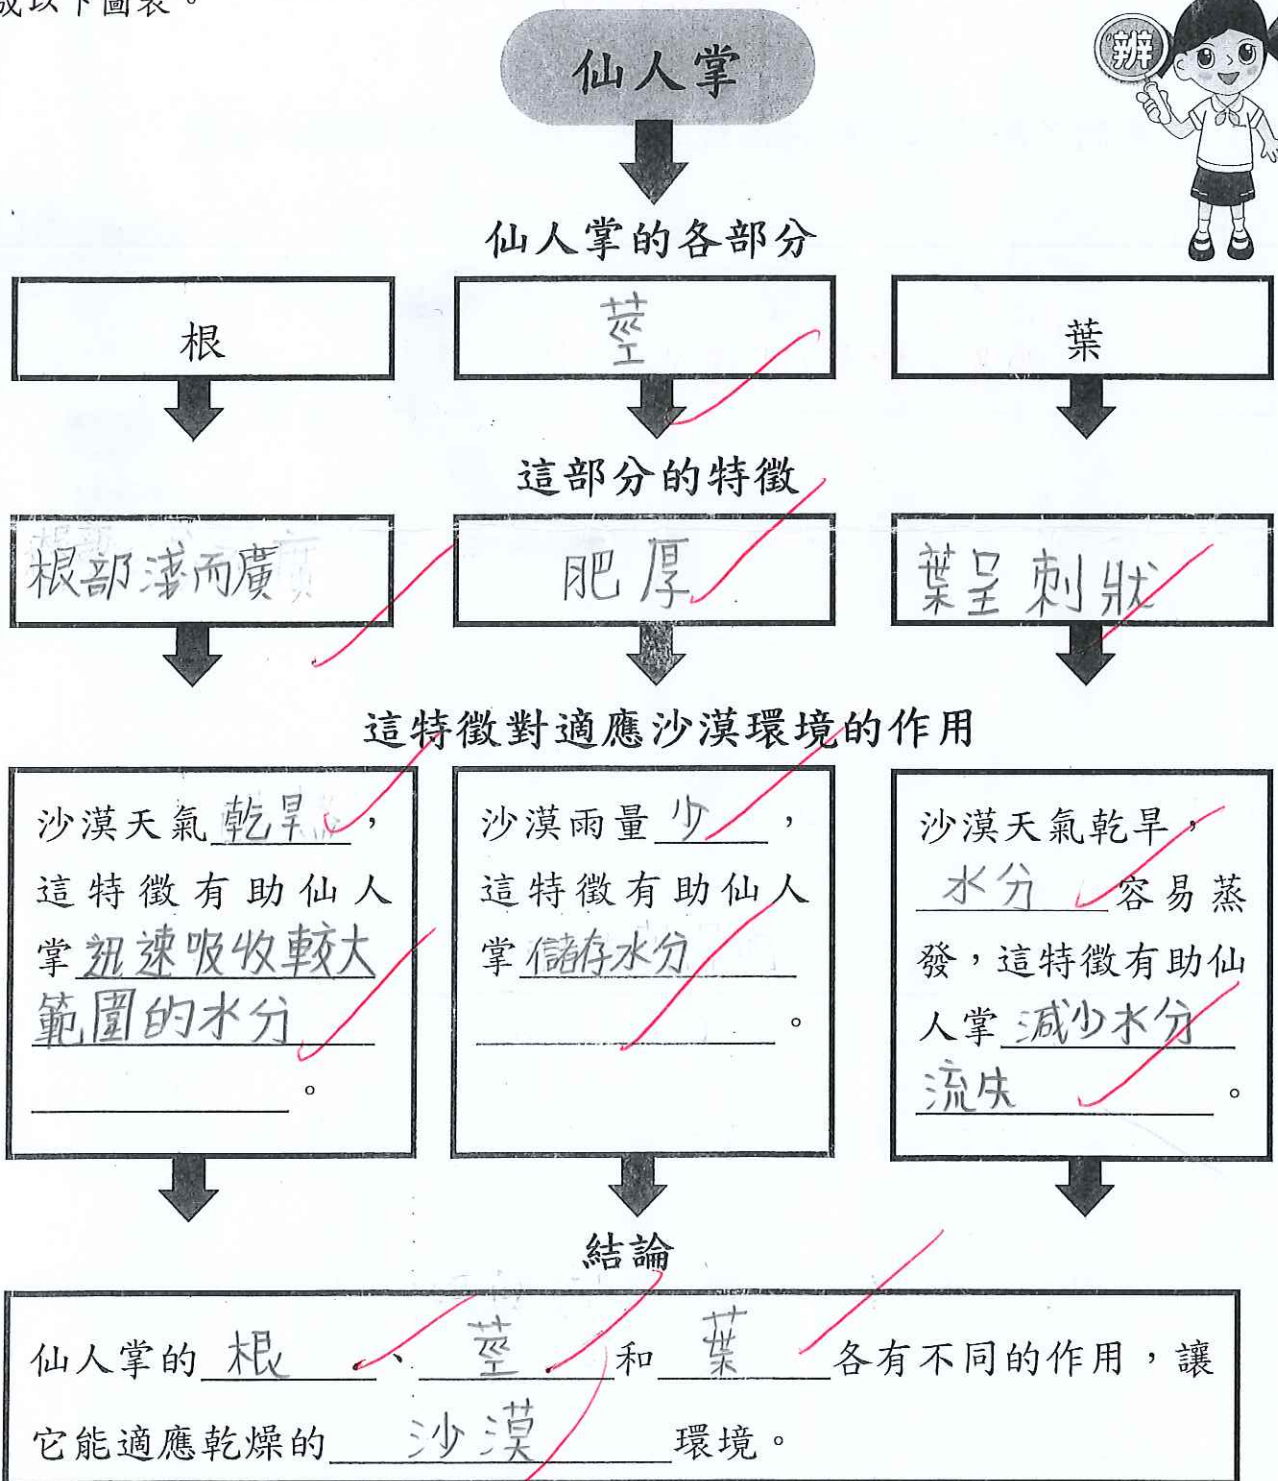 成以下圖表。
仙人掌
辨
仙人掌的各部分
根 莖 葉
這部分的特徵
根部淺而廣 肥厚 葉呈刺狀
這特徵對適應沙漠環境的作用
沙漠天氣乾旱，
這特徵有助仙人
掌迅速吸收較大
範圍的水分
。
沙漠雨量少，
這特徵有助仙人
掌儲存水分
。
沙漠天氣乾旱，
水分容易蒸
發，這特徵有助仙
人掌減少水分
流失。
結論
仙人掌的根、莖和葉各有不同的作用，讓
它能適應乾燥的沙漠環境。